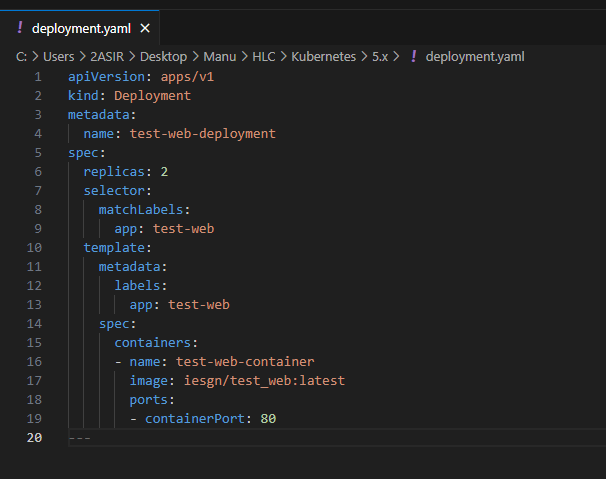 ! deployment.yaml ×
C: > Users > 2ASIR > Desktop > Manu > HLC > Kubernetes > 5.x > ! deployment.yaml
1 apiVersion: apps/v1
2 kind: Deployment
3 metadata:
4   name: test-web-deployment
5 spec:
6   replicas: 2
7   selector:
8     matchLabels:
9       app: test-web
10   template:
11     metadata:
12       labels:
13         app: test-web
14     spec:
15       containers:
16       - name: test-web-container
17         image: iesgn/test_web:latest
18         ports:
19         - containerPort: 80
20 ---